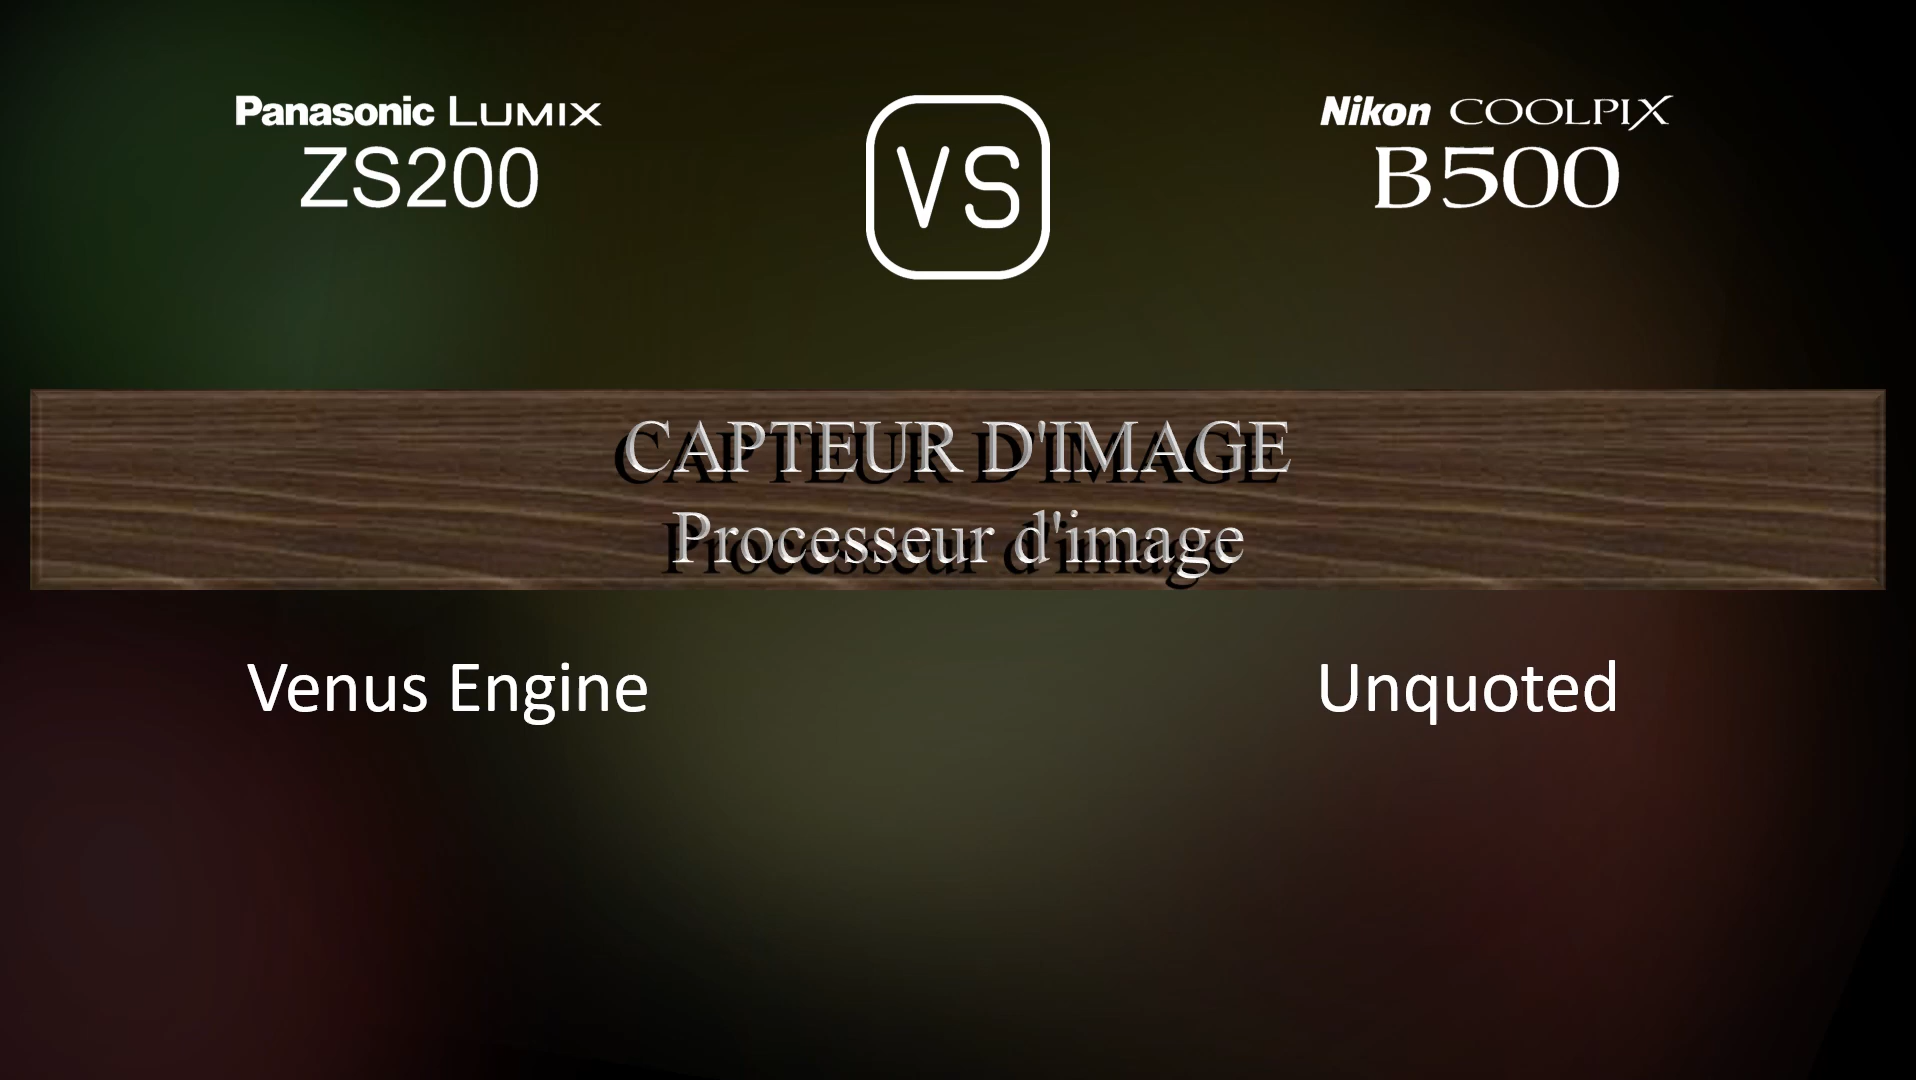 Panasonic LUMIX
ZS200
VS
Nikon COOLPIX
B500
CAPTEUR D'IMAGE
Processeur d'image
Venus Engine
Unquoted